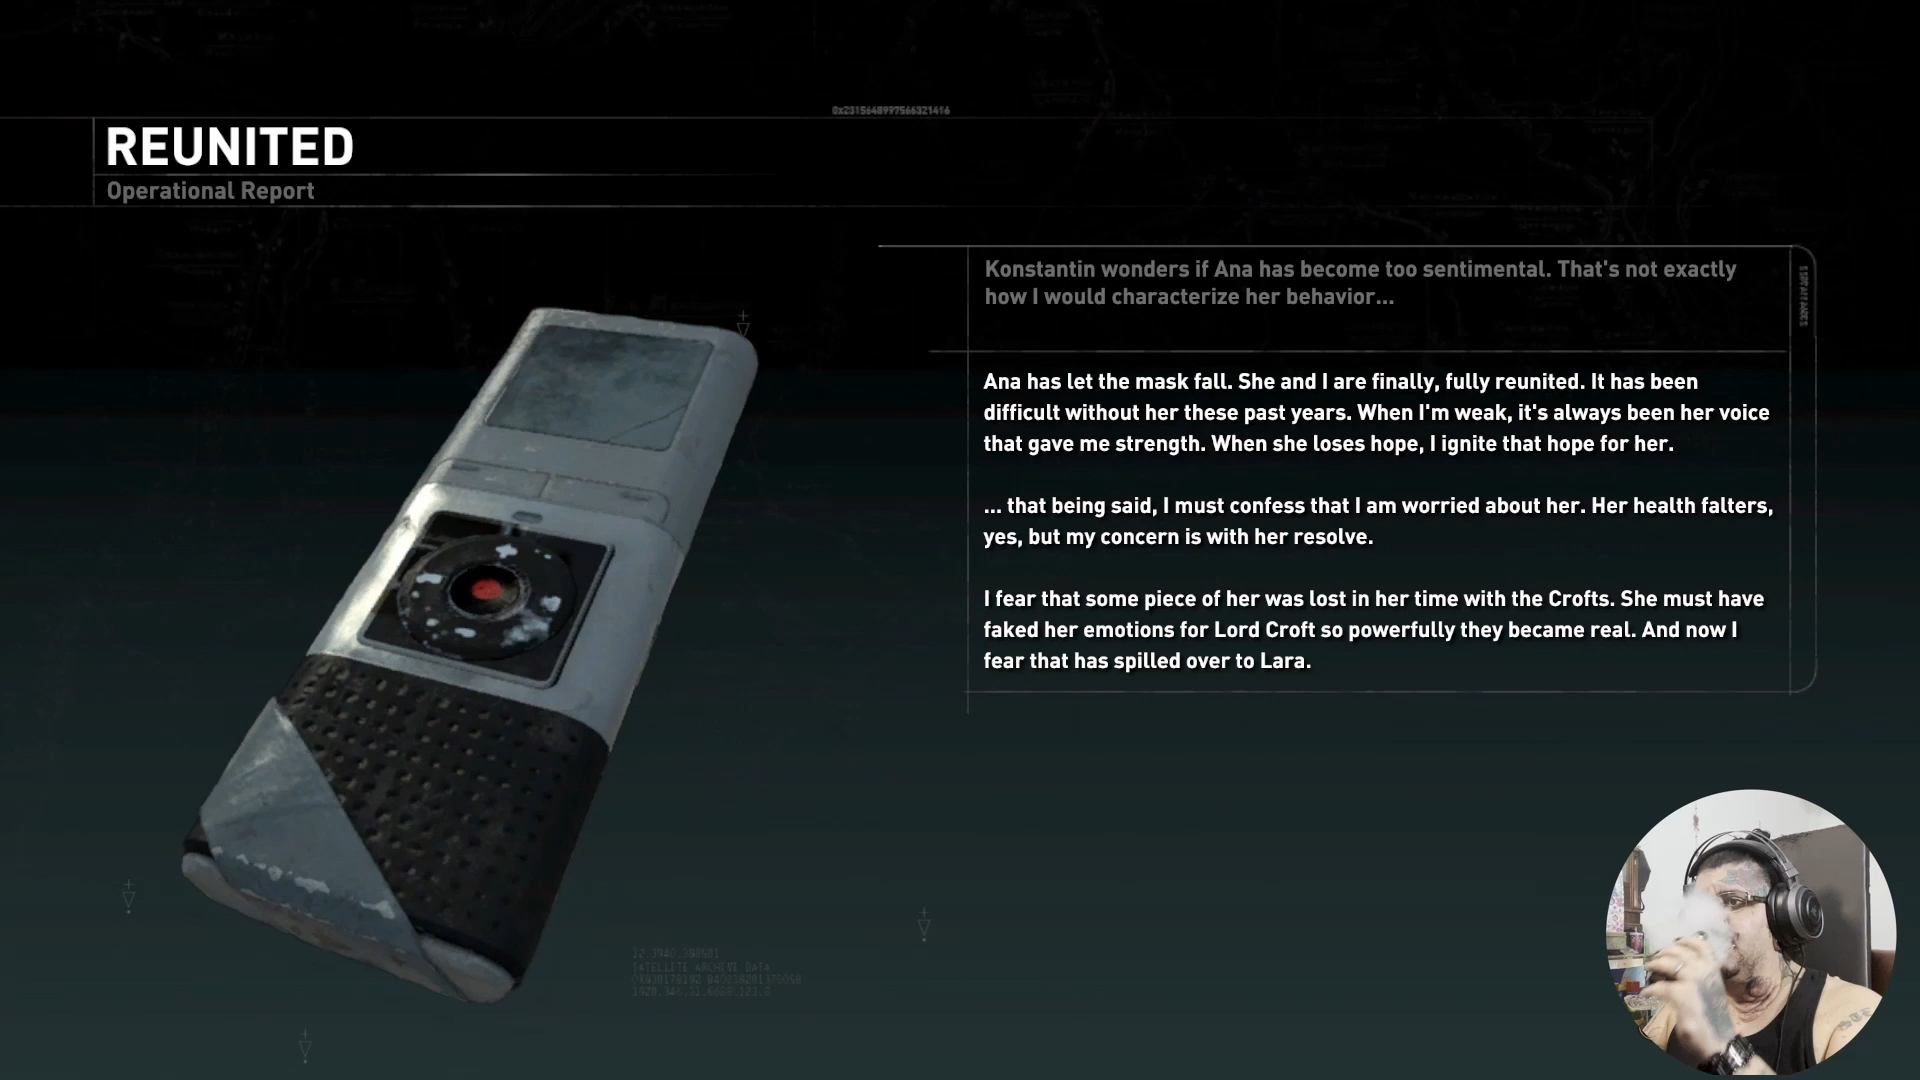 0x2315648997566321416
REUNITED
Operational Report
Konstantin wonders if Ana has become too sentimental. That's not exactly
how I would characterize her behavior...
Ana has let the mask fall. She and I are finally, fully reunited. It has been
difficult without her these past years. When I'm weak, it's always been her voice
that gave me strength. When she loses hope, I ignite that hope for her.
... that being said, I must confess that I am worried about her. Her health falters,
yes, but my concern is with her resolve.
I fear that some piece of her was lost in her time with the Crofts. She must have
faked her emotions for Lord Croft so powerfully they became real. And now I
fear that has spilled over to Lara.
SATELLITE ARCHIVE DATA